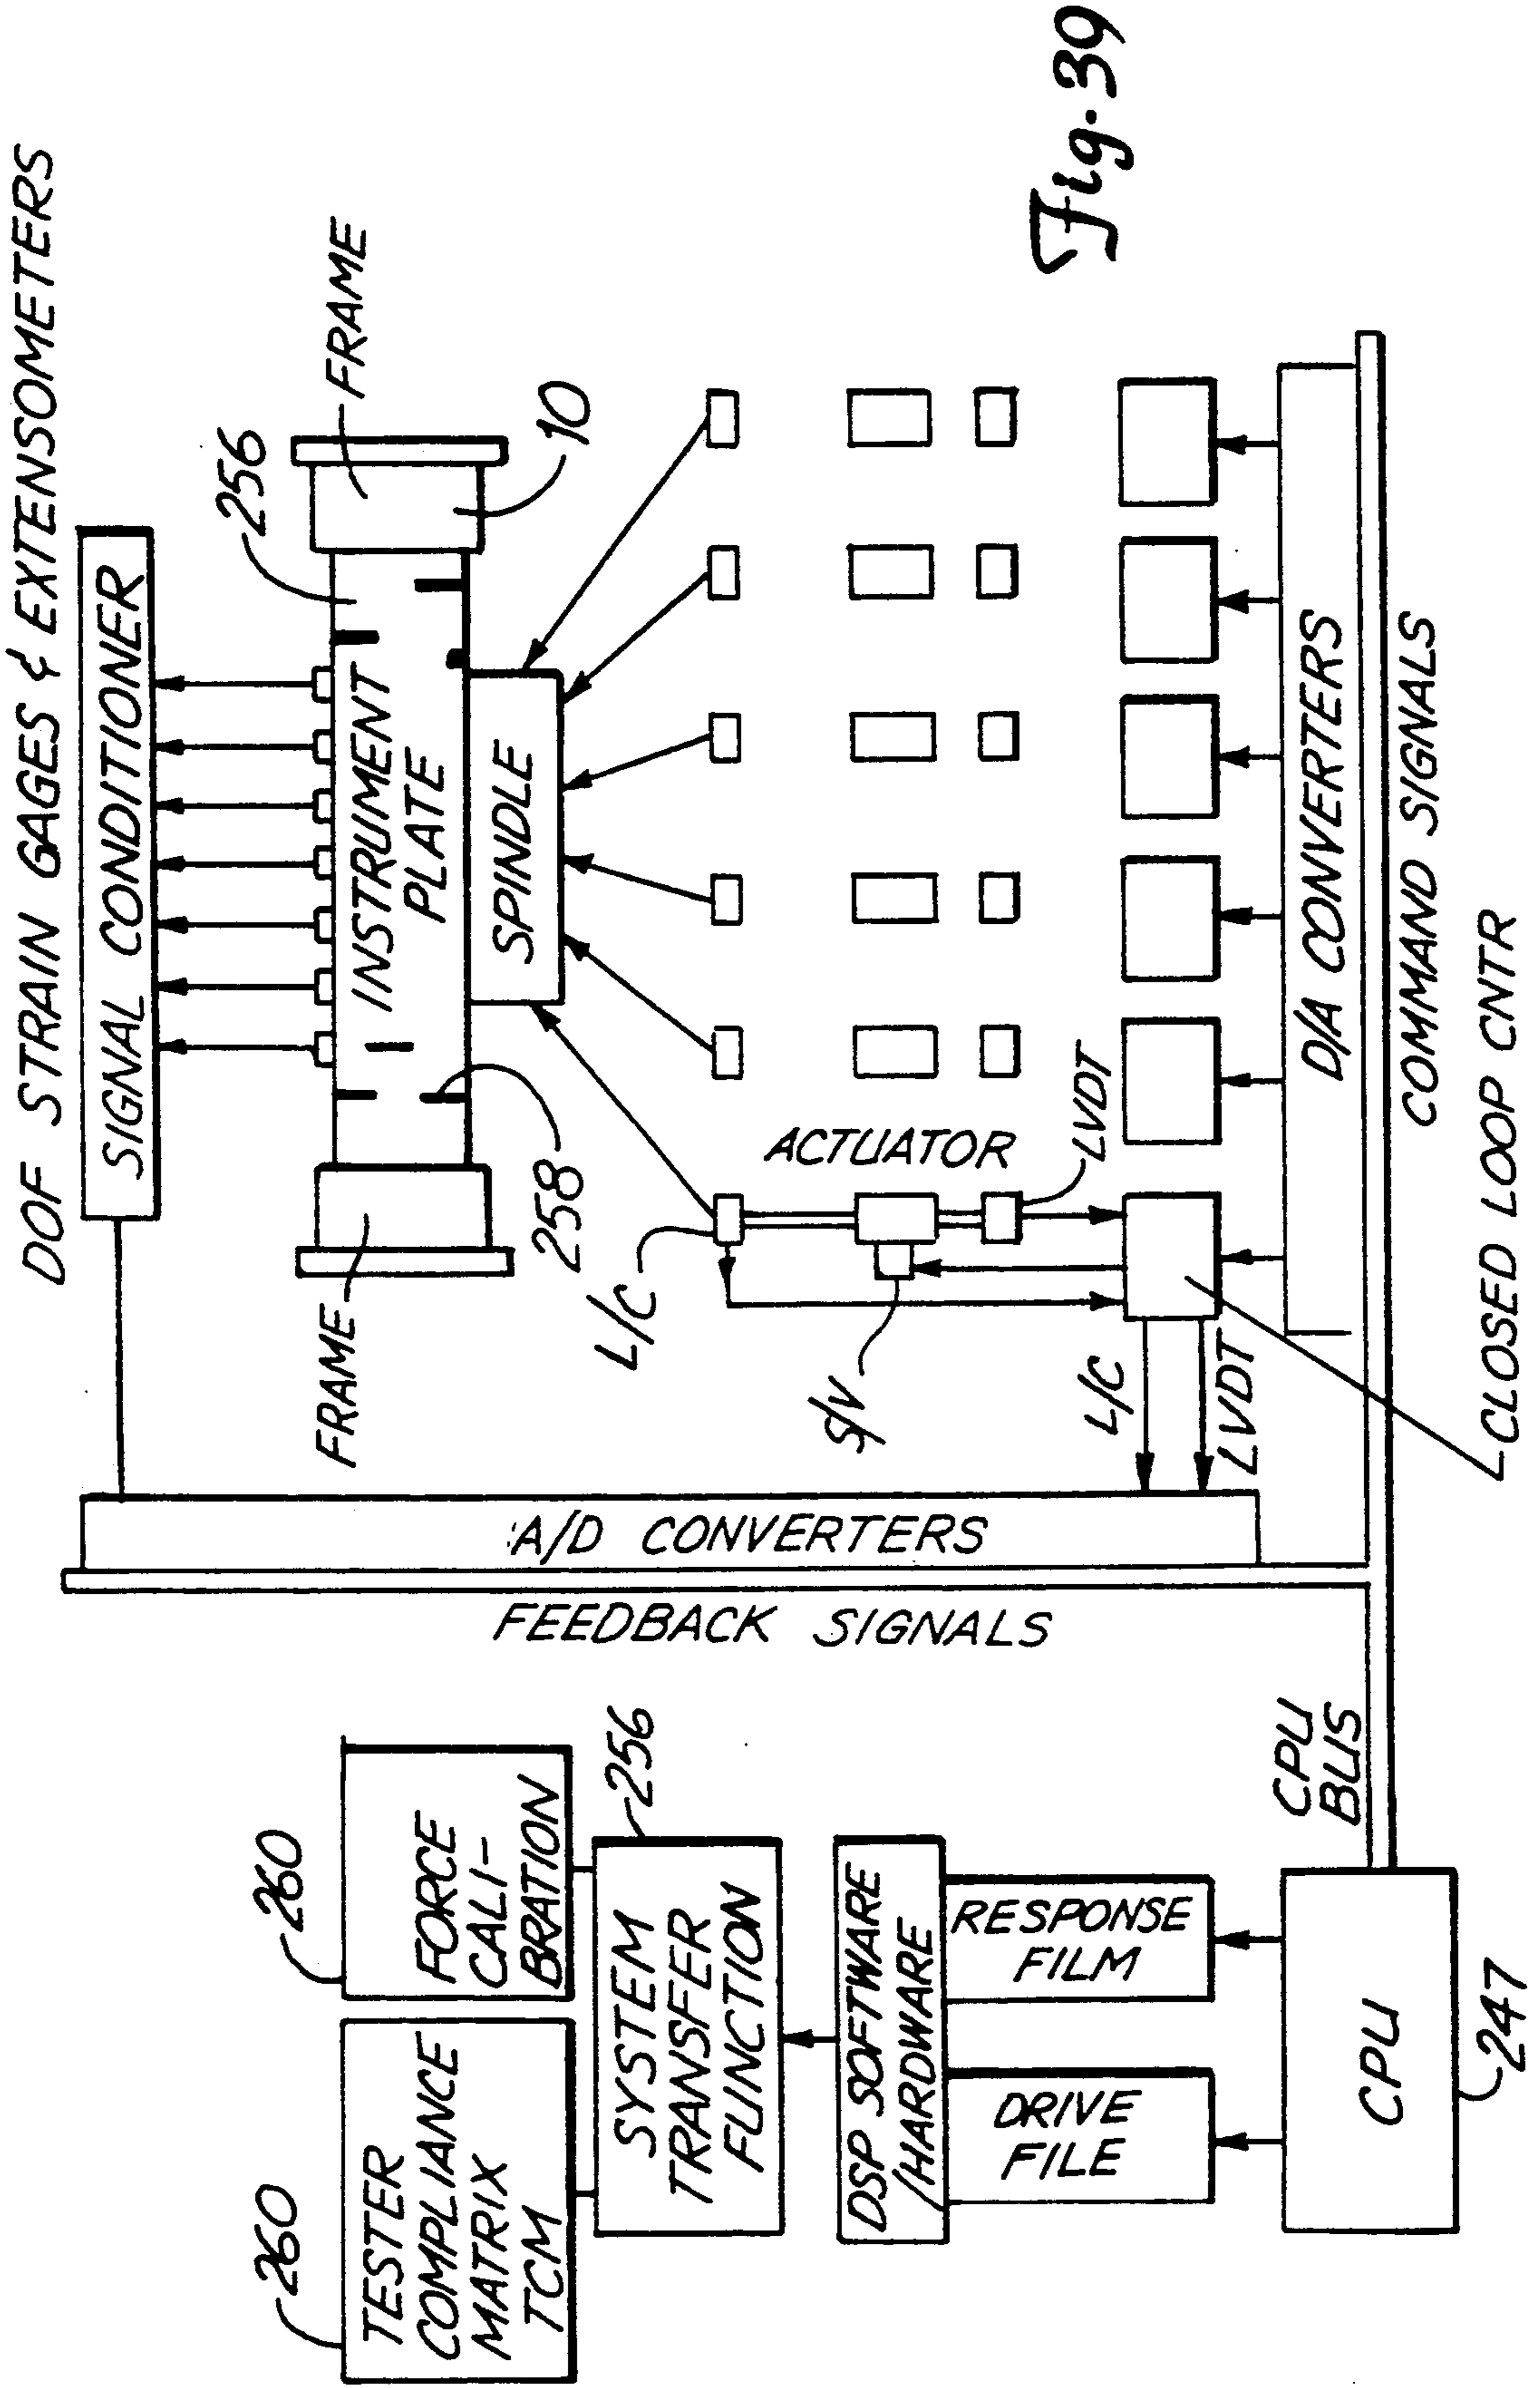 DOF STRAIN GAGES & EXTENSOMETERS
SIGNAL CONDITIONER
FRAME
256
FRAME
10
INSTRUMENT
PLATE
SPINDLE
258
L/C
S/V
ACTUATOR
LVDT
L/C
LVDT
A/D CONVERTERS
FEEDBACK SIGNALS
D/A CONVERTERS
COMMAND SIGNALS
CLOSED LOOP CNTR
CPU
BUS
260
TESTER
COMPLIANCE
MATRIX
TCM
260
FORCE
CALI-
BRATION
SYSTEM
TRANSFER
FUNCTION
256
DSP SOFTWARE
/HARDWARE
DRIVE
FILE
RESPONSE
FILM
CPU
247
Fig. 39